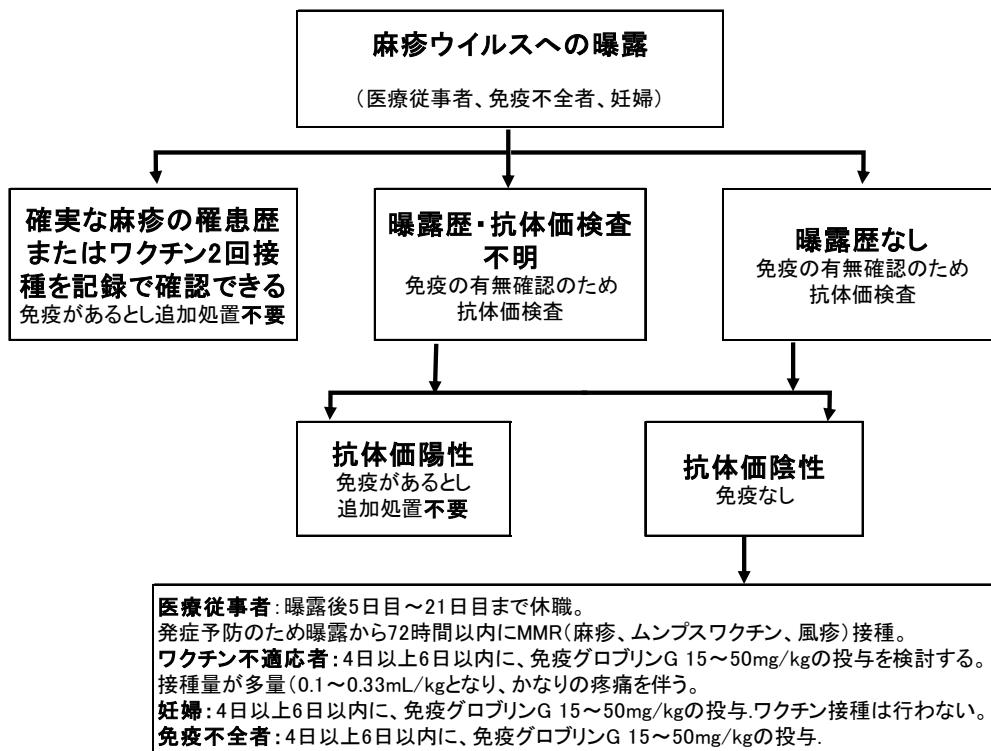 麻疹ウイルスへの曝露
（医療従事者、免疫不全者、妊婦）
確実な麻疹の罹患歴
またはワクチン2回接
種を記録で確認できる
免疫があるとし追加処置不要
曝露歴・抗体価検査
不明
免疫の有無確認のため
抗体価検査
曝露歴なし
免疫の有無確認のため
抗体価検査
抗体価陽性
免疫があるとし
追加処置不要
抗体価陰性
免疫なし
医療従事者：曝露後5日目～21日目まで休職。
発症予防のため曝露から72時間以内にMMR（麻疹、ムンプスワクチン、風疹）接種。
ワクチン不適応者：4日以上6日以内に、免疫グロブリンG 15～50mg/kgの投与を検討する。
接種量が多量（0.1～0.33mL/kgとなり、かなりの疼痛を伴う。
妊婦：4日以上6日以内に、免疫グロブリンG 15～50mg/kgの投与.ワクチン接種は行わない。
免疫不全者：4日以上6日以内に、免疫グロブリンG 15～50mg/kgの投与.